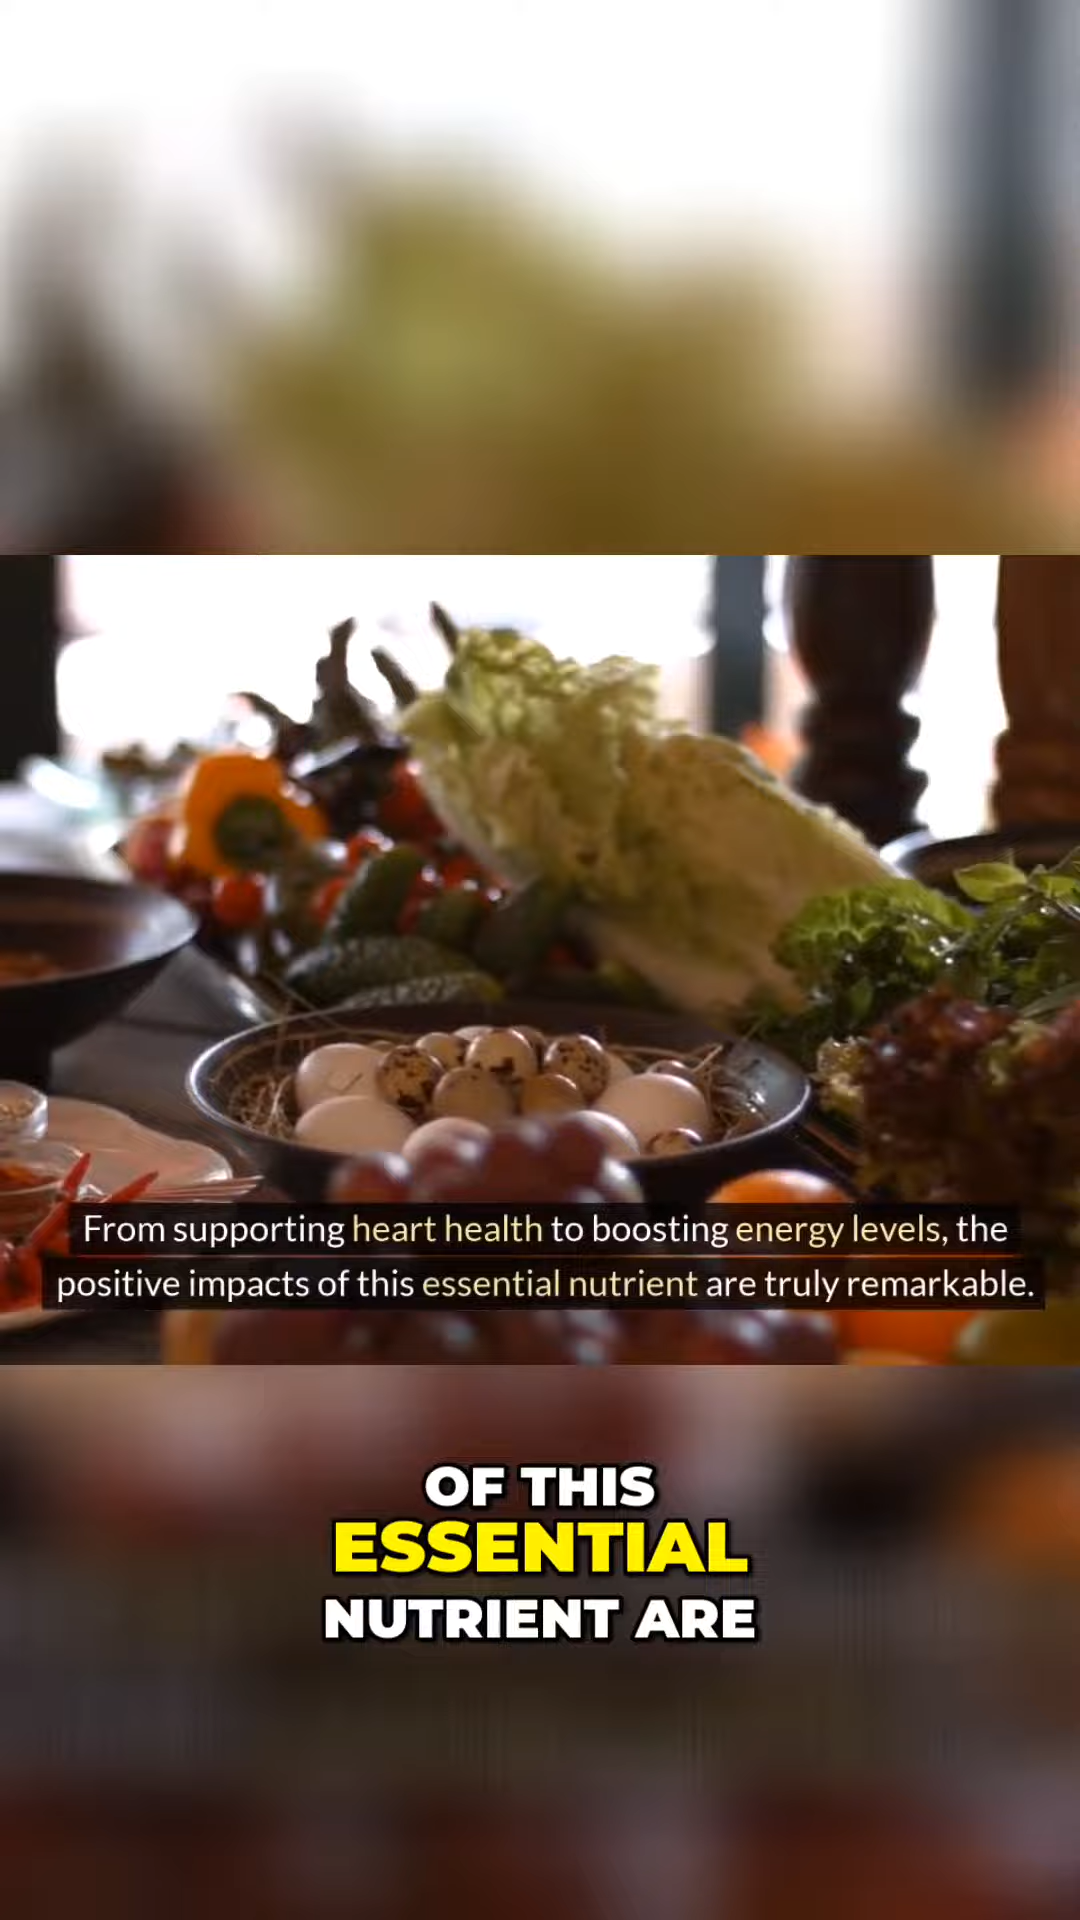 From supporting heart health to boosting energy levels, the
positive impacts of this essential nutrient are truly remarkable.
OF THIS
ESSENTIAL
NUTRIENT ARE